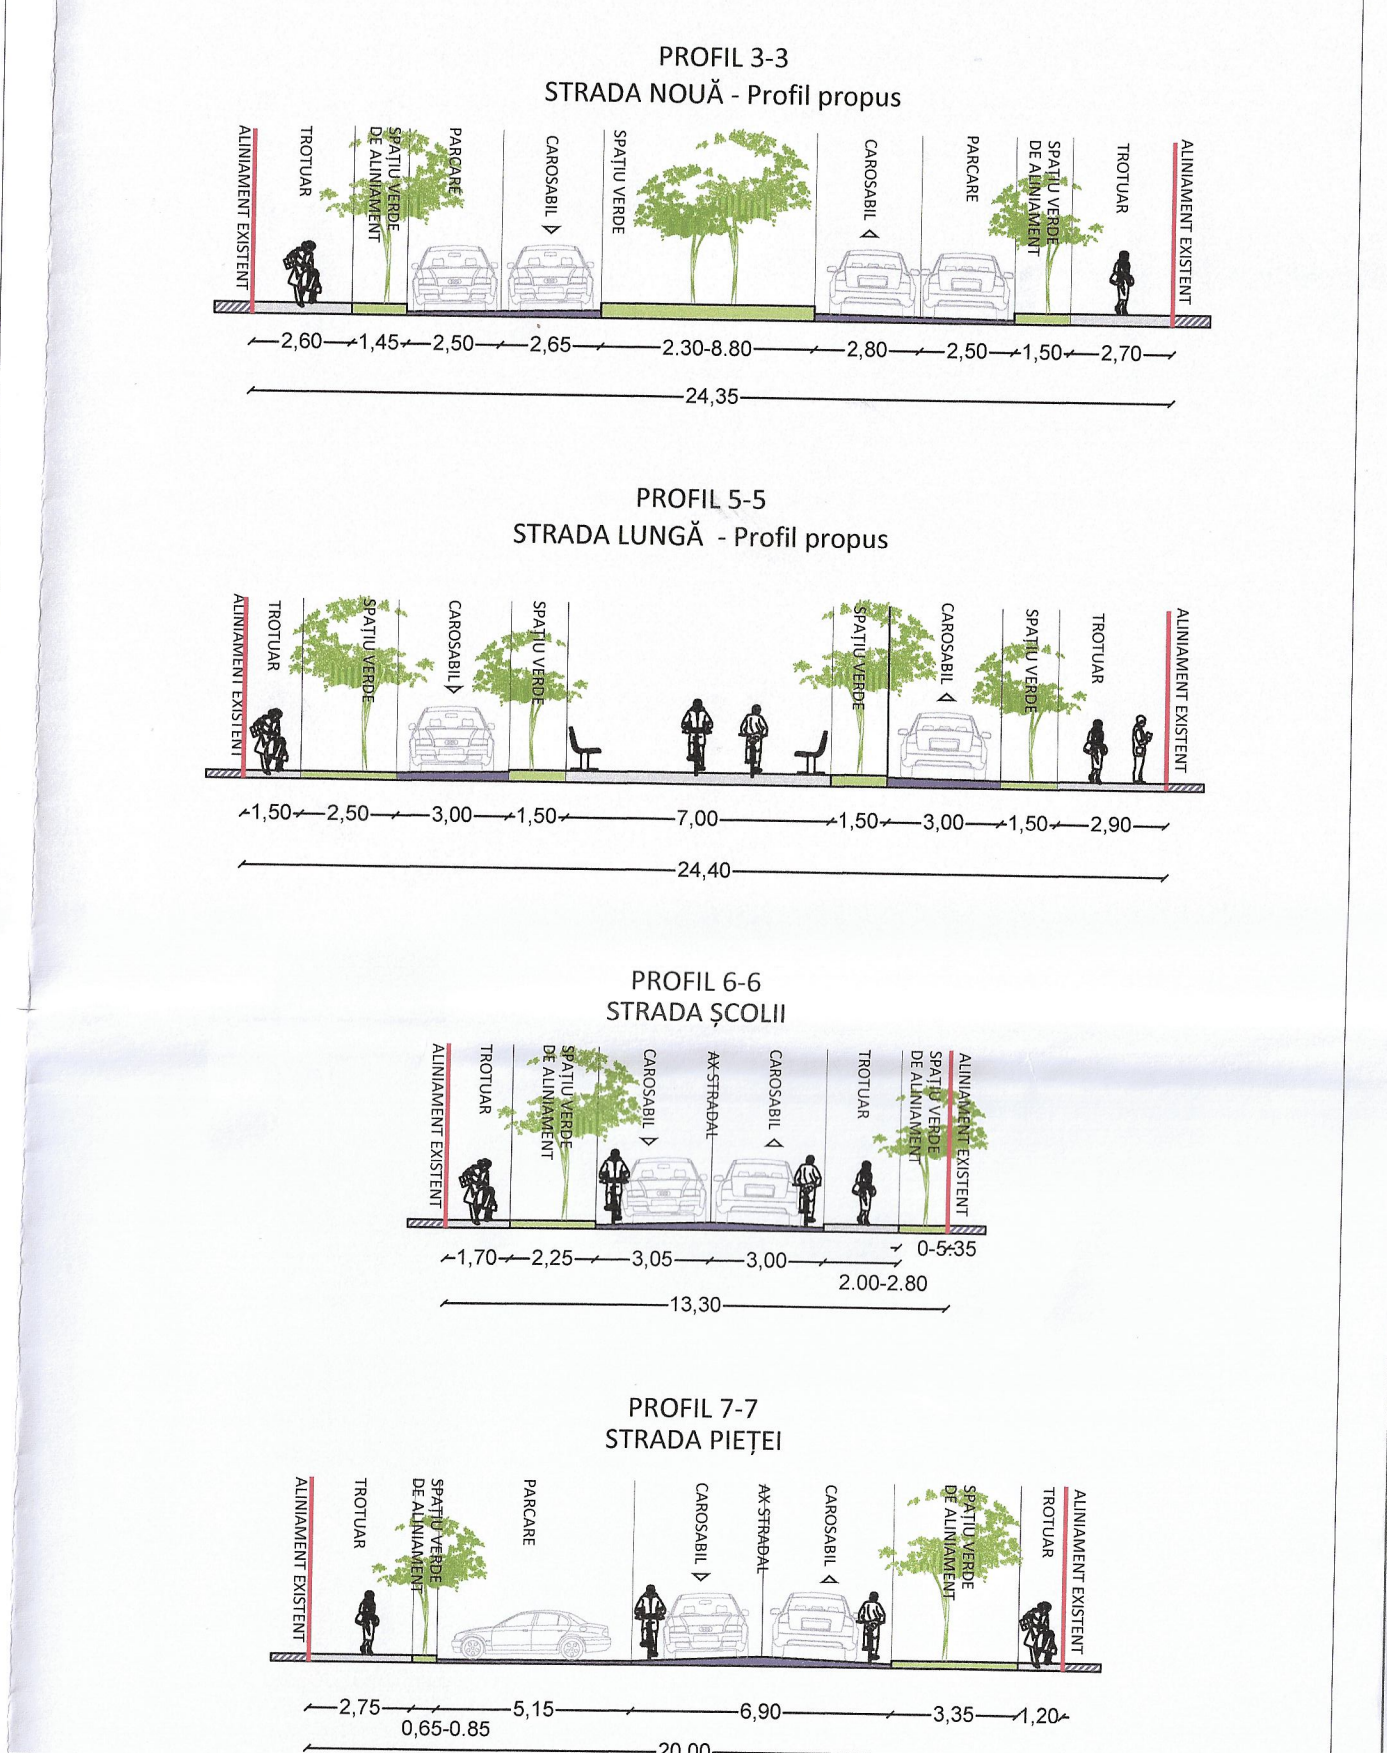 PROFIL 3-3
STRADA NOUĂ - Profil propus
ALINIAMENT EXISTENT
TROTUAR
SPAȚIU VERDE
DE ALINIAMENT
PARCARE
CAROSABIL
SPAȚIU VERDE
CAROSABIL
PARCARE
SPAȚIU VERDE
DE ALINIAMENT
TROTUAR
ALINIAMENT EXISTENT
2,60 1,45 2,50 2,65 2.30-8.80 2,80 2,50 1,50 2,70
24,35
PROFIL 5-5
STRADA LUNGĂ - Profil propus
ALINIAMENT EXISTENT
TROTUAR
SPAȚIU VERDE
CAROSABIL
SPAȚIU VERDE
SPAȚIU VERDE
CAROSABIL
SPAȚIU VERDE
TROTUAR
ALINIAMENT EXISTENT
1,50 2,50 3,00 1,50 7,00 1,50 3,00 1,50 2,90
24,40
PROFIL 6-6
STRADA ȘCOLII
ALINIAMENT EXISTENT
TROTUAR
SPAȚIU VERDE
DE ALINIAMENT
CAROSABIL
AX STRADAL
CAROSABIL
TROTUAR
SPAȚIU VERDE
DE ALINIAMENT
ALINIAMENT EXISTENT
1,70 2,25 3,05 3,00 0-5.35
2.00-2.80
13,30
PROFIL 7-7
STRADA PIEȚEI
ALINIAMENT EXISTENT
TROTUAR
SPAȚIU VERDE
DE ALINIAMENT
PARCARE
CAROSABIL
AX STRADAL
CAROSABIL
SPAȚIU VERDE
DE ALINIAMENT
TROTUAR
ALINIAMENT EXISTENT
2,75 5,15 6,90 3,35 1,20
0,65-0.85
20,00